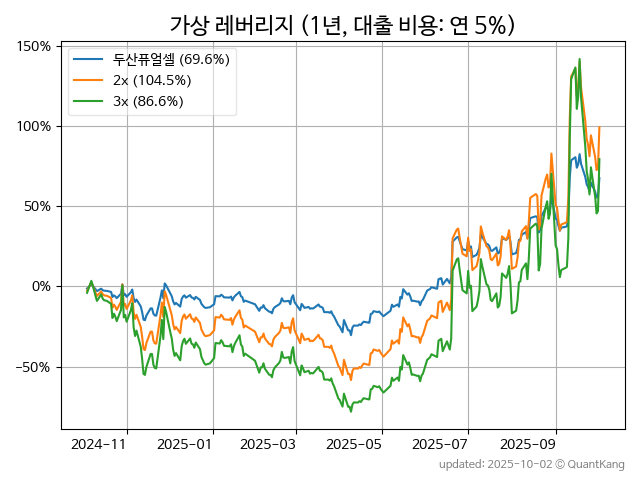 가상 레버리지 (1년, 대출 비용: 연 5%)
150%
100%
50%
0%
−50%
두산퓨얼셀 (69.6%)
2x (104.5%)
3x (86.6%)
2024-11
2025-01
2025-03
2025-05
2025-07
2025-09
updated: 2025-10-02 © QuantKang